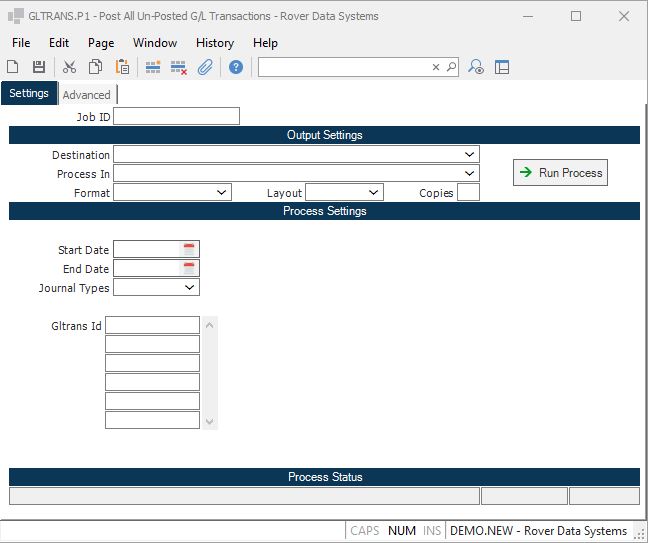 GLTRANS.P1 - Post All Un-Posted G/L Transactions - Rover Data Systems
File Edit Page Window History Help
Settings Advanced
Job ID
Output Settings
Destination
Process In
Run Process
Format Layout Copies
Process Settings
Start Date
End Date
Journal Types
Gltrans Id
Process Status
CAPS NUM INS DEMO.NEW - Rover Data Systems